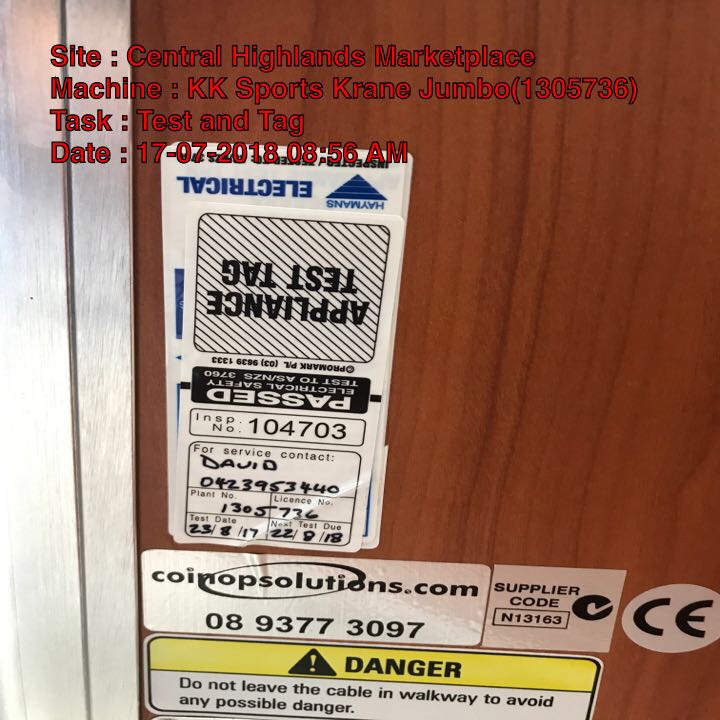 Site : Central Highlands Marketplace
Machine : KK Sports Krane Jumbo(1305736)
Task : Test and Tag
Date : 17-07-2018 08:56 AM
ELECTRICAL
HAYMANS
APPLIANCE
TEST TAG
©PROMARK P/L (03) 9839 1333
PASSED
ELECTRICAL SAFETY
TEST TO AS/NZS 3760
Insp No: 104703
For service contact:
DAVID
0423953440
Plant No. Licence No.
1305736
Test Date Next Test Due
23/8/17 22/8/18
coinopsolutions.com
08 9377 3097
SUPPLIER
CODE
N13163
CE
DANGER
Do not leave the cable in walkway to avoid
any possible danger.